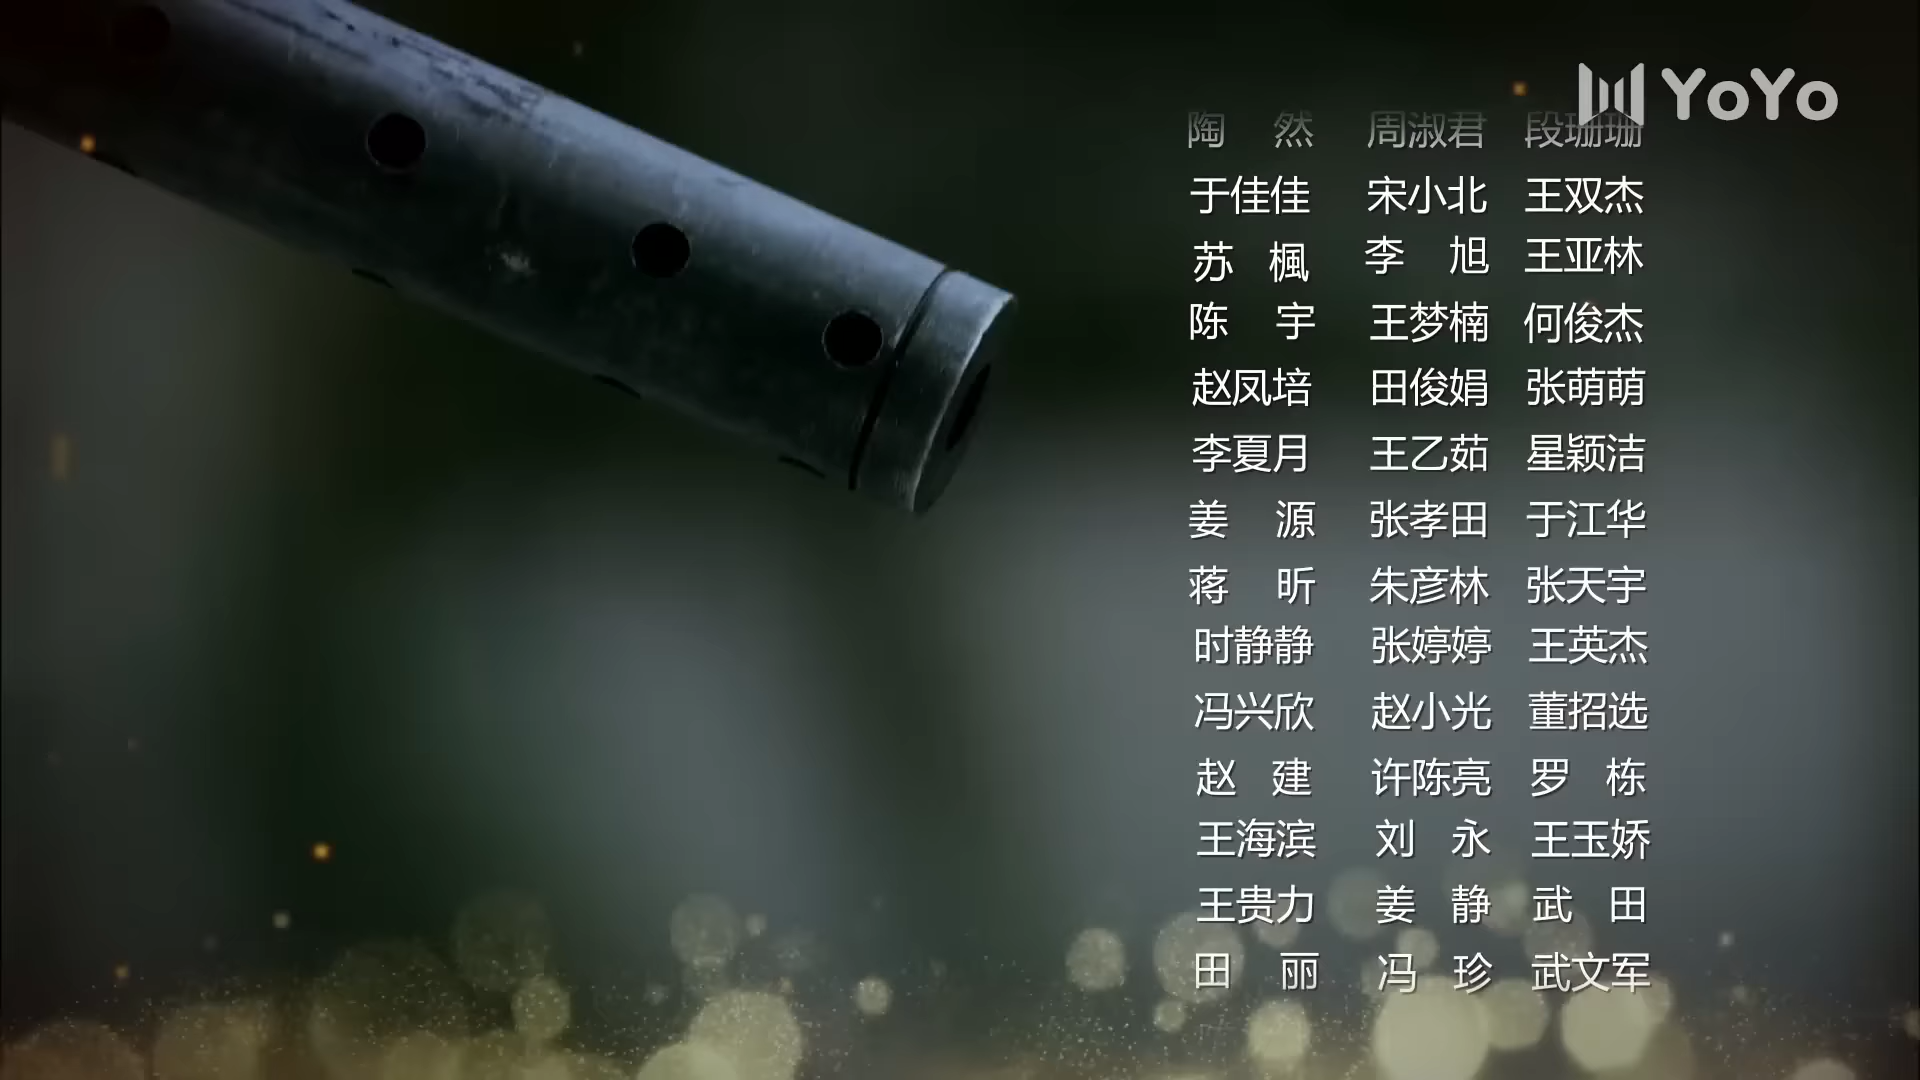 YoYo
陶 然 周淑君 段珊珊
于佳佳 宋小北 王双杰
苏 楓 李 旭 王亚林
陈 宇 王梦楠 何俊杰
赵凤培 田俊娟 张萌萌
李夏月 王乙茹 星颖洁
姜 源 张孝田 于江华
蒋 昕 朱彦林 张天宇
时静静 张婷婷 王英杰
冯兴欣 赵小光 董招选
赵 建 许陈亮 罗 栋
王海滨 刘 永 王玉娇
王贵力 姜 静 武 田
田 丽 冯 珍 武文军